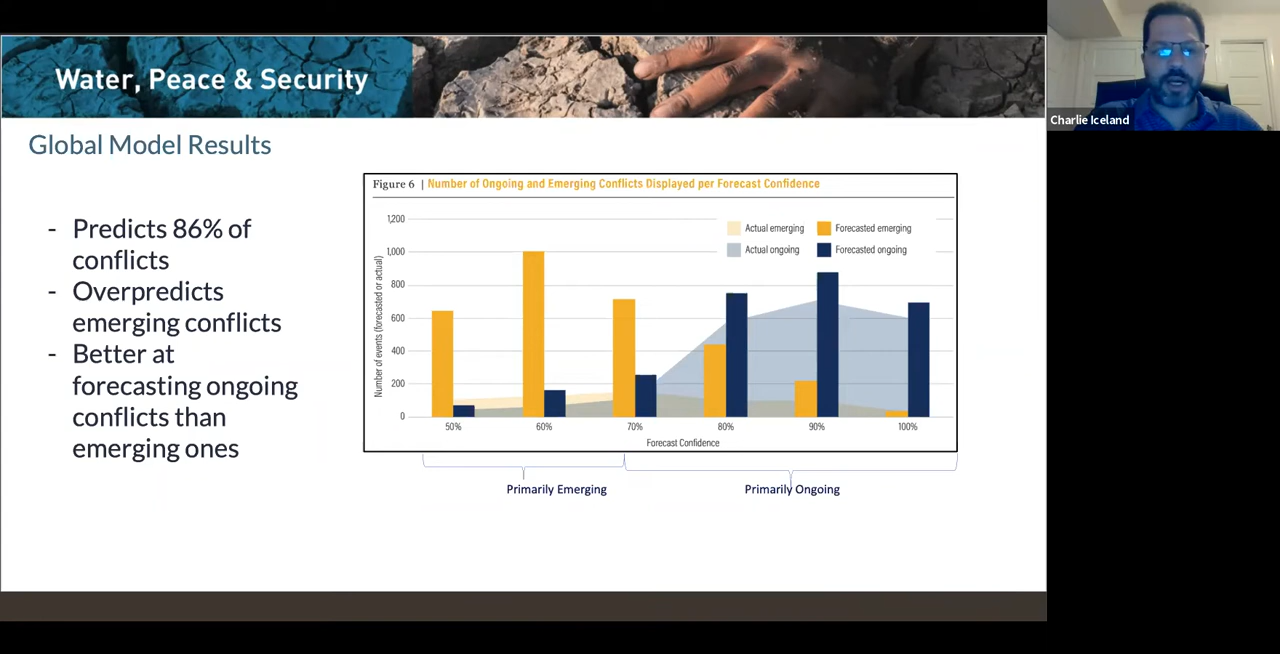 Water, Peace & Security
Charlie Iceland
Global Model Results
- Predicts 86% of
conflicts
- Overpredicts
emerging conflicts
- Better at
forecasting ongoing
conflicts than
emerging ones
Figure 6 | Number of Ongoing and Emerging Conflicts Displayed per Forecast Confidence
Actual emerging
Forecasted emerging
Actual ongoing
Forecasted ongoing
Number of events (forecasted or actual)
1,200
1,000
800
600
400
200
0
50% 60% 70% 80% 90% 100%
Forecast Confidence
Primarily Emerging
Primarily Ongoing